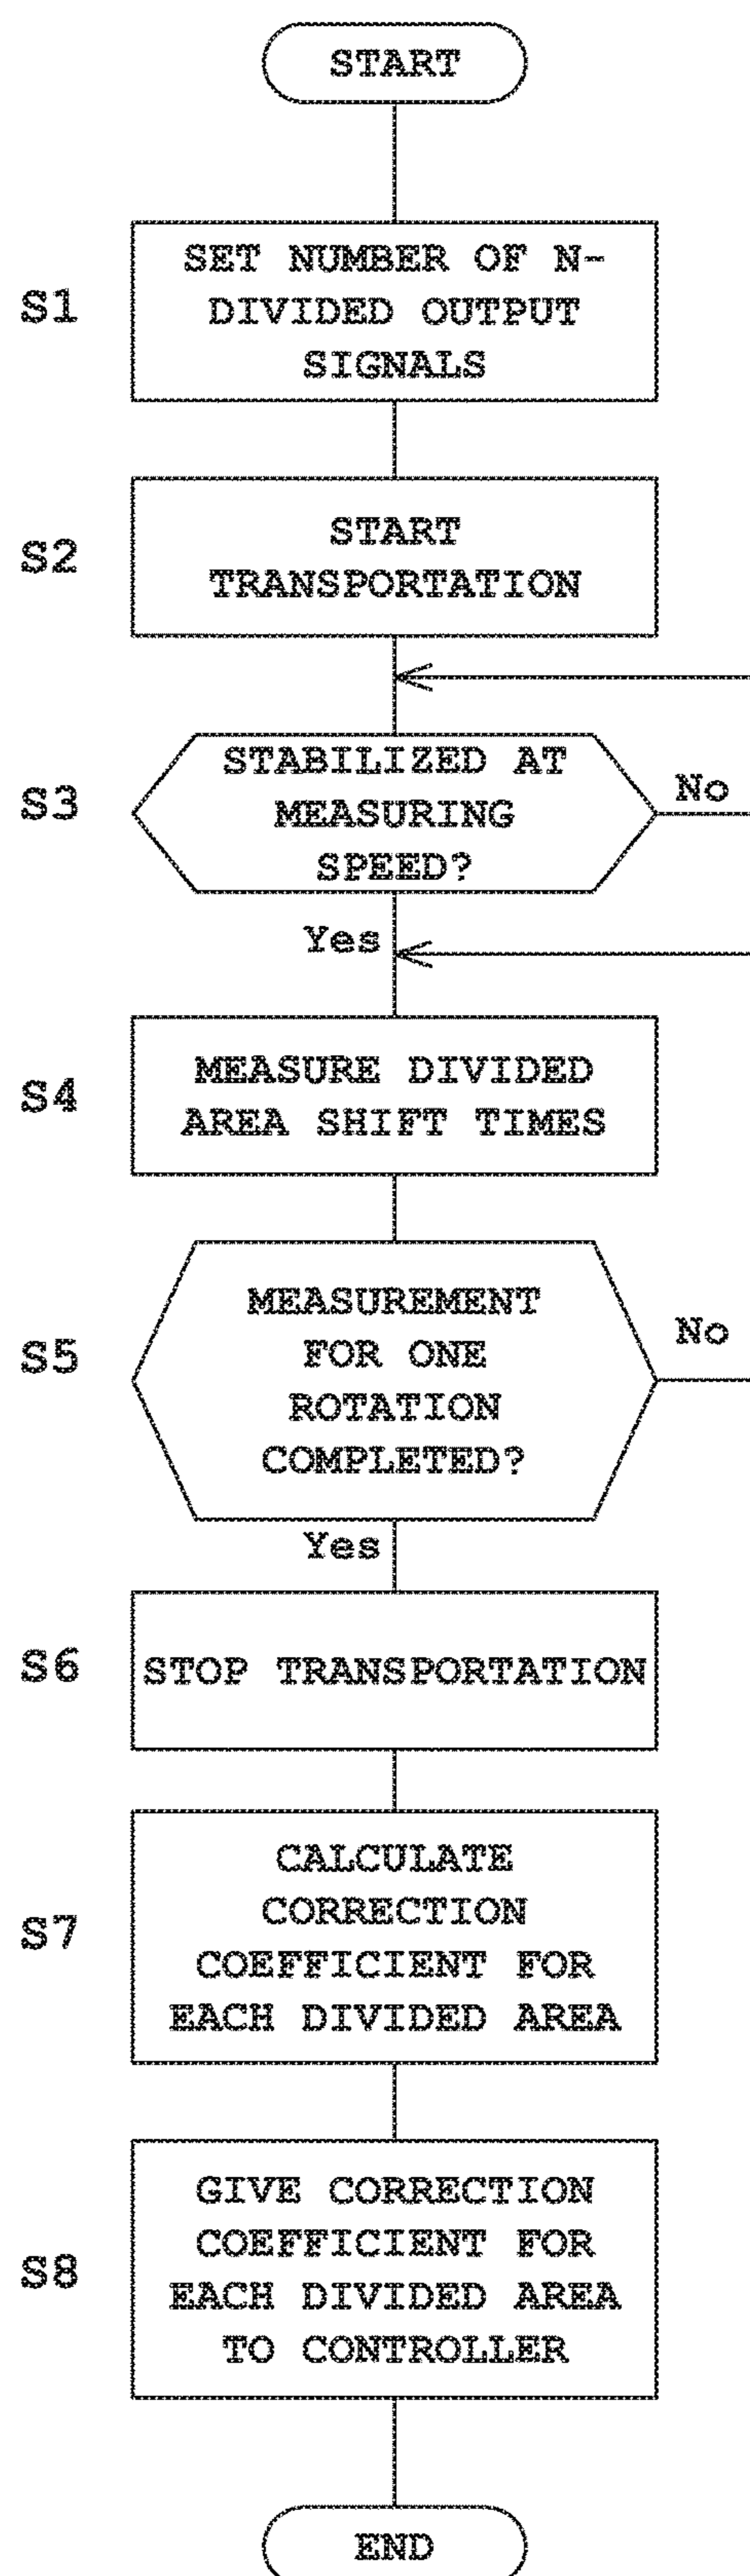 START
S1
SET NUMBER OF N-
DIVIDED OUTPUT
SIGNALS
S2
START
TRANSPORTATION
S3
STABILIZED AT
MEASURING
SPEED?
No
Yes
S4
MEASURE DIVIDED
AREA SHIFT TIMES
S5
MEASUREMENT
FOR ONE
ROTATION
COMPLETED?
No
Yes
S6
STOP TRANSPORTATION
S7
CALCULATE
CORRECTION
COEFFICIENT FOR
EACH DIVIDED AREA
S8
GIVE CORRECTION
COEFFICIENT FOR
EACH DIVIDED AREA
TO CONTROLLER
END